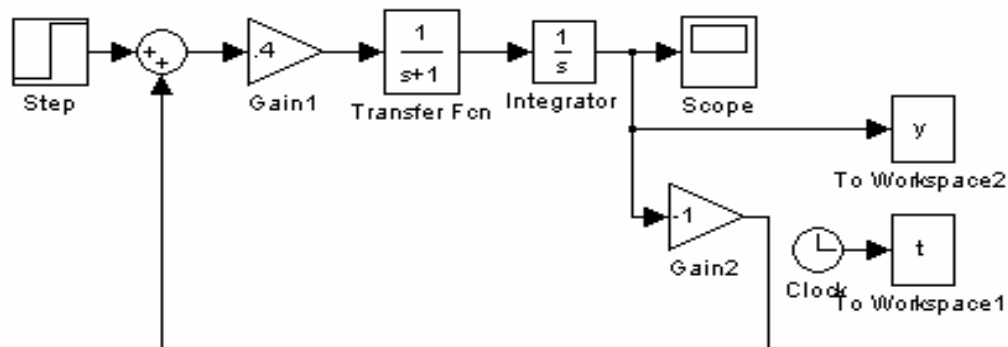 Step
+
+
.4
Gain1
1
s+1
Transfer Fcn
1
s
Integrator
Scope
y
To Workspace2
-1
Gain2
Clock
t
To Workspace1